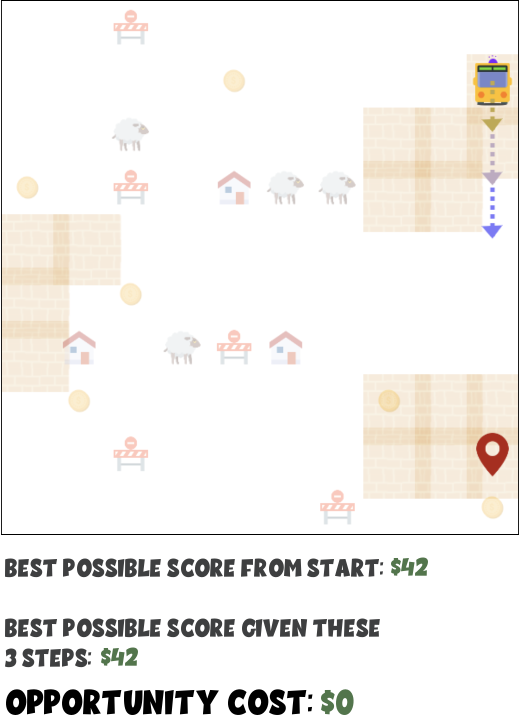 BEST POSSIBLE SCORE FROM START: $42
BEST POSSIBLE SCORE GIVEN THESE
3 STEPS: $42
OPPORTUNITY COST: $0